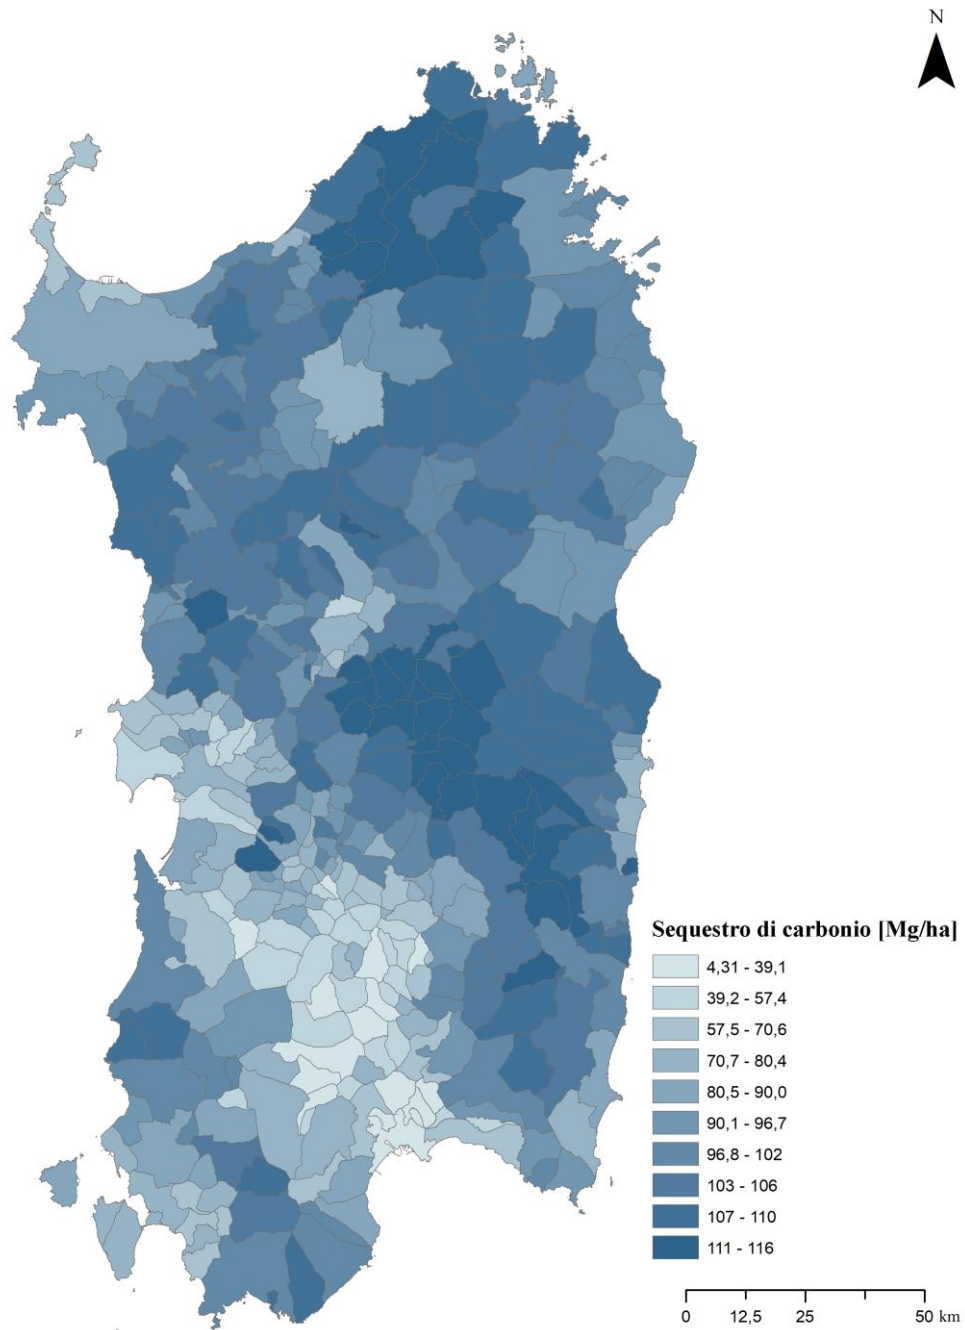 N
Sequestro di carbonio [Mg/ha]
4,31 - 39,1
39,2 - 57,4
57,5 - 70,6
70,7 - 80,4
80,5 - 90,0
90,1 - 96,7
96,8 - 102
103 - 106
107 - 110
111 - 116
0 12,5 25 50 km